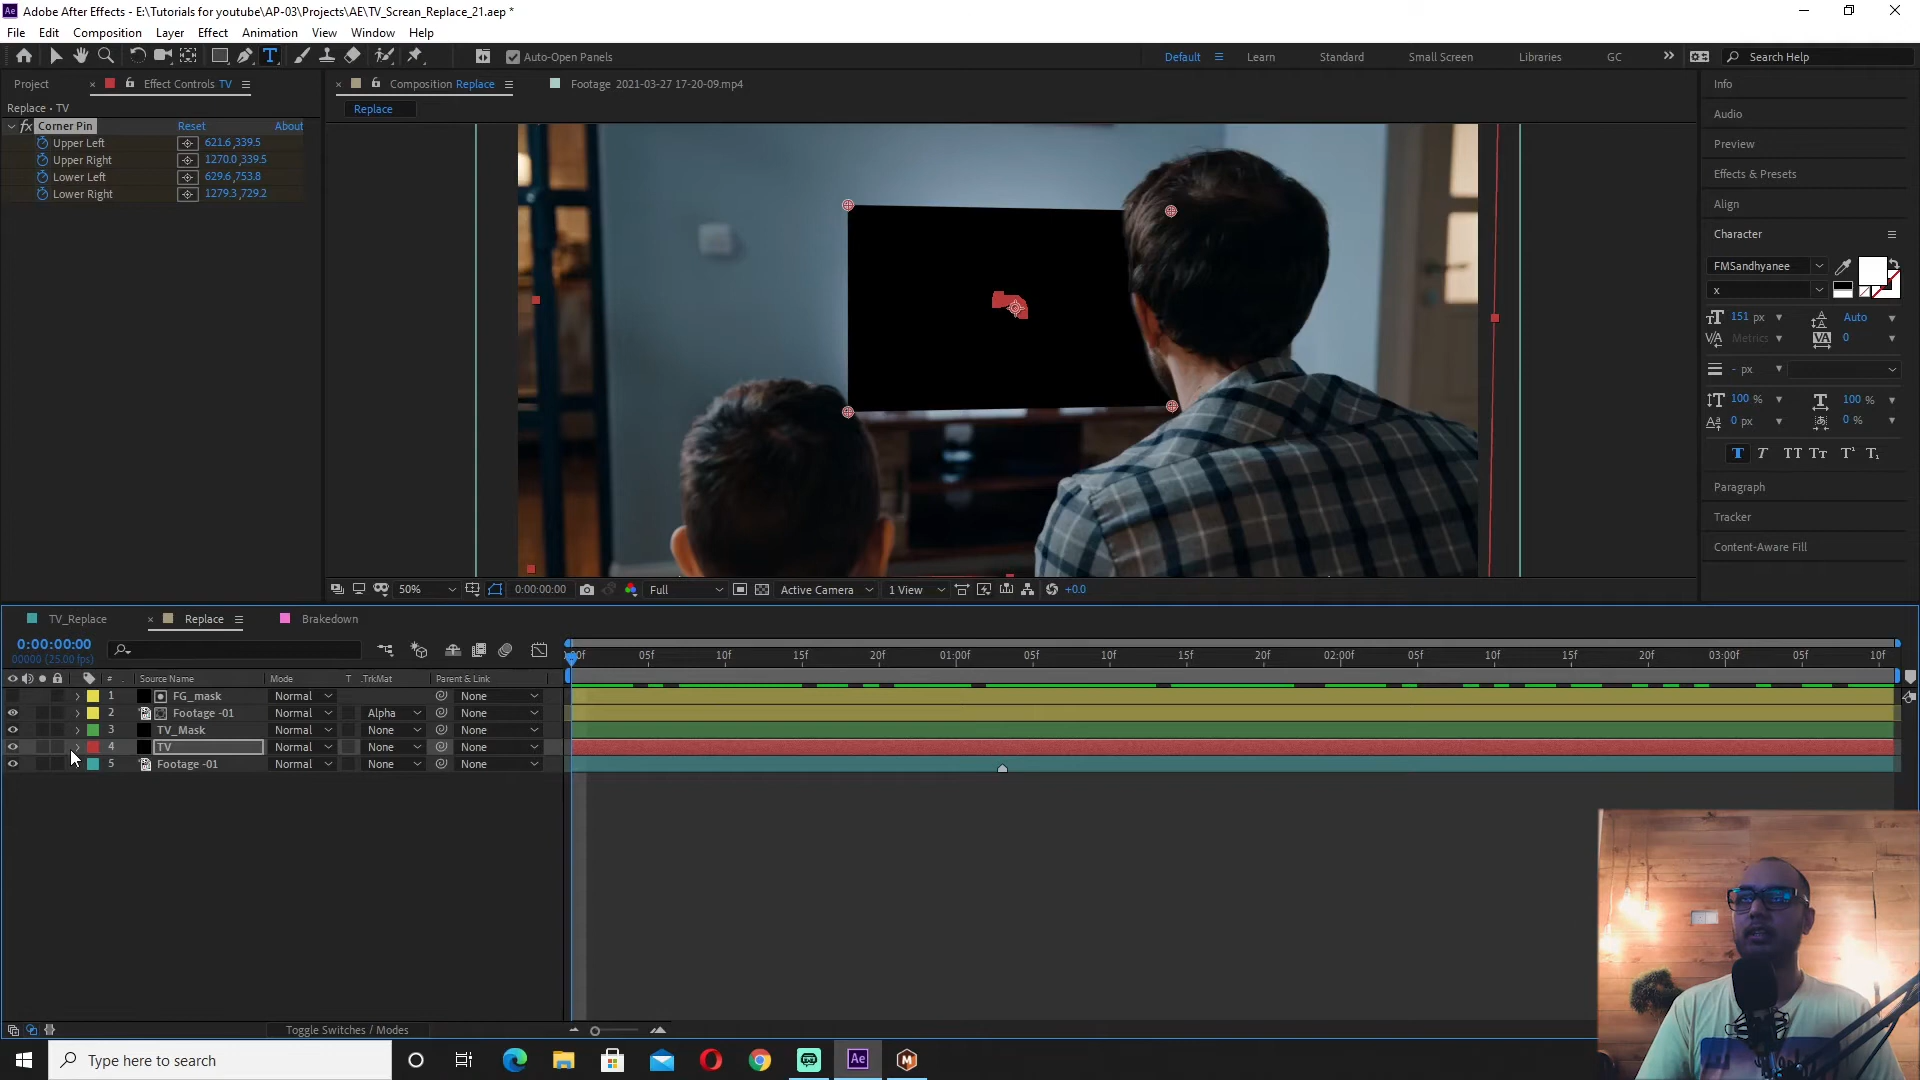 Adobe After Effects - E:\Tutorials for youtube\AP-03\Projects\AE\TV_Screan_Replace_21.aep *
File Edit Composition Layer Effect Animation View Window Help
Auto-Open Panels
Default Learn Standard Small Screen Libraries GC Search Help
Project Effect Controls TV
Composition Replace Footage 2021-03-27 17-20-09.mp4
Replace • TV
Replace
fx Corner Pin Reset About
Upper Left 621.6,339.5
Upper Right 1270.0,339.5
Lower Left 629.6,753.8
Lower Right 1279.3,729.2
Info
Audio
Preview
Effects & Presets
Align
Character
FMSandhyanee
x
151 px Auto
Metrics 0
- px
100 % 100 %
0 px 0 %
T T TT Tt T¹ T₁
Paragraph
Tracker
Content-Aware Fill
50% 0:00:00:00 Full Active Camera 1 View +0.0
TV_Replace Replace Brakedown
0:00:00:00
00000 (25.00 fps)
:00f 05f 10f 15f 20f 01:00f 05f 10f 15f 20f 02:00f 05f 10f 15f 20f 03:00f 05f 10f
# Source Name Mode T .TrkMat Parent & Link
1 FG_mask Normal None
2 Footage -01 Normal Alpha None
3 TV_Mask Normal None None
4 TV Normal None None
5 Footage -01 Normal None None
Toggle Switches / Modes
Type here to search
Ae